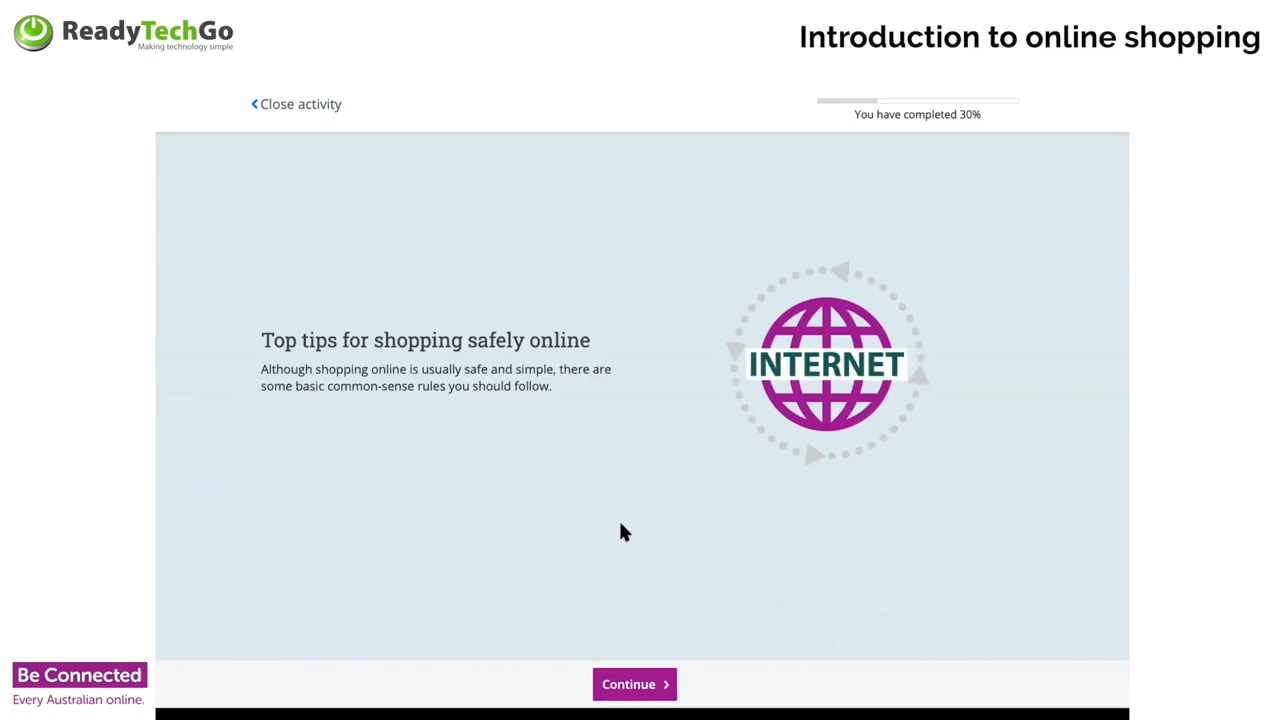 ReadyTechGo
Making technology simple
Introduction to online shopping
Close activity
You have completed 30%
Top tips for shopping safely online
Although shopping online is usually safe and simple, there are
some basic common-sense rules you should follow.
INTERNET
Be Connected
Every Australian online.
Continue